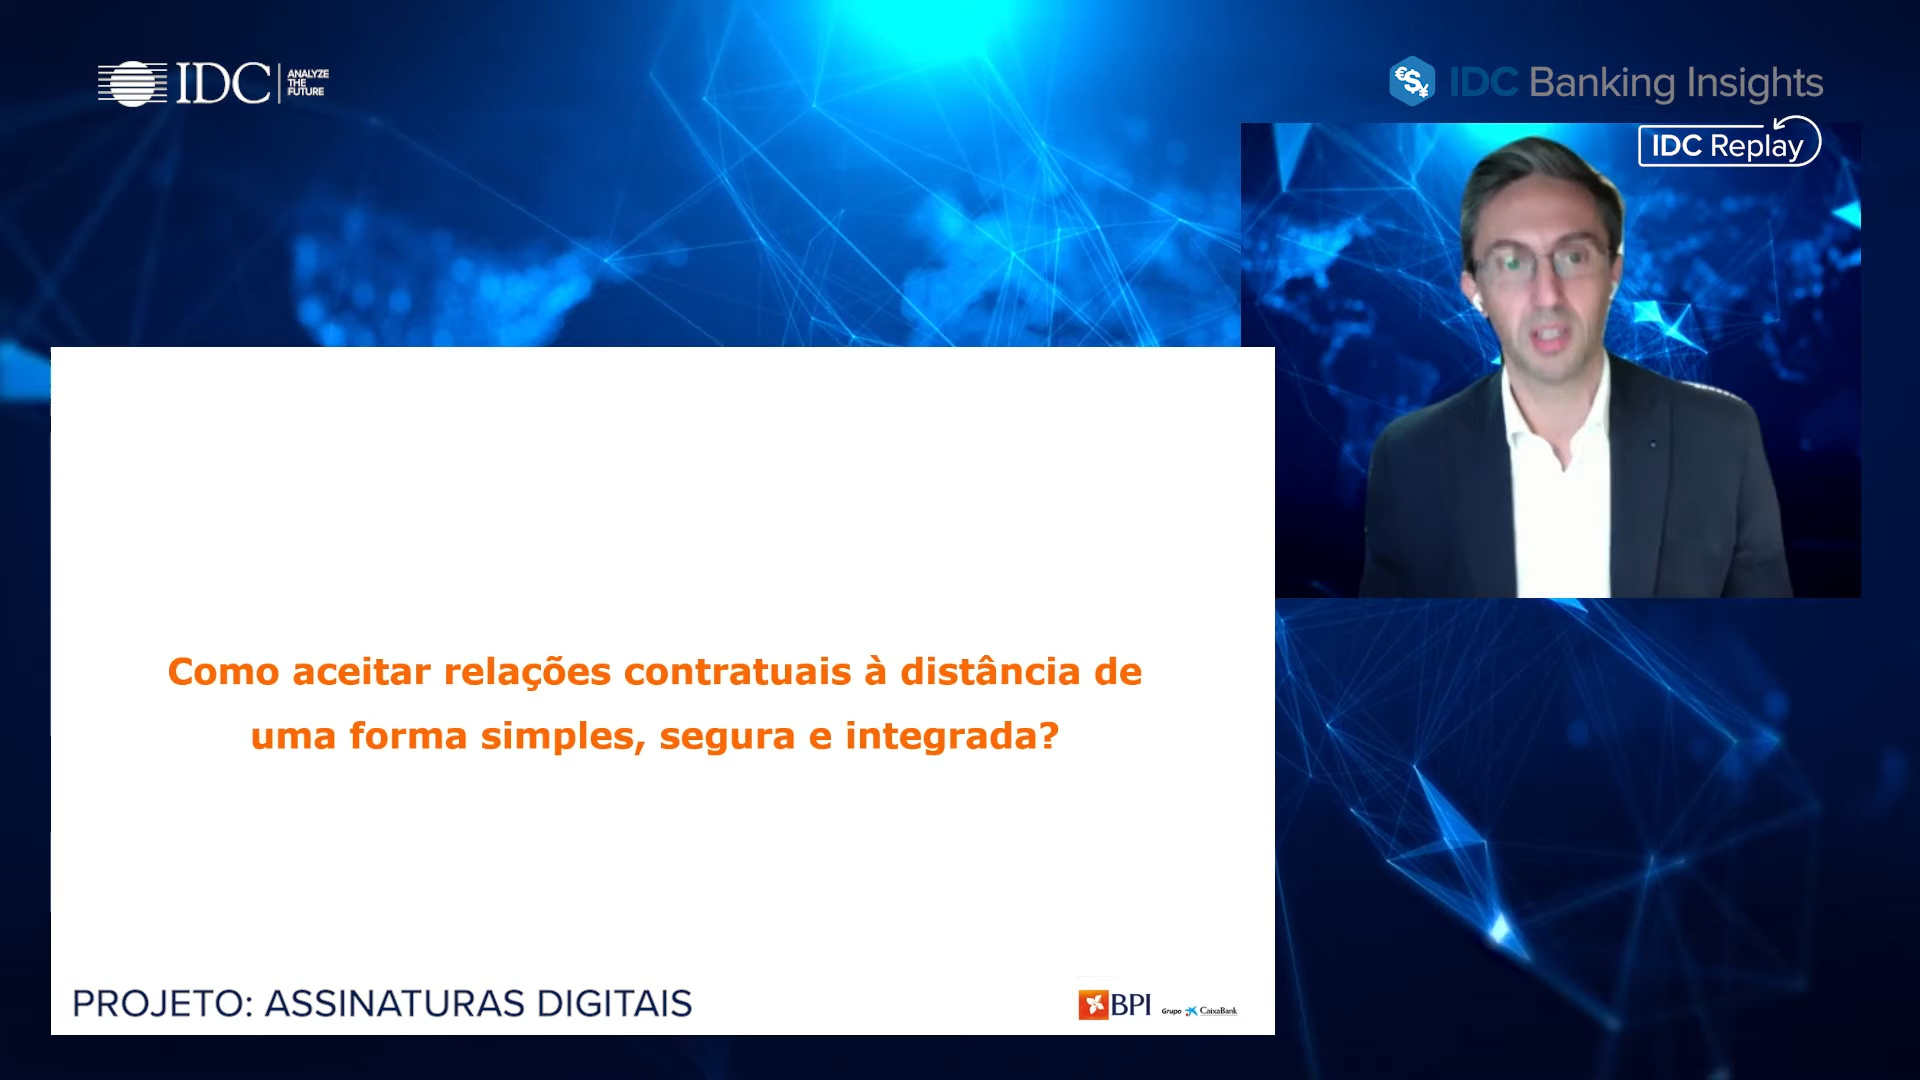 IDC
ANALYZE
THE
FUTURE
IDC Banking Insights
IDC Replay
Como aceitar relações contratuais à distância de
uma forma simples, segura e integrada?
PROJETO: ASSINATURAS DIGITAIS
BPI
Grupo CaixaBank